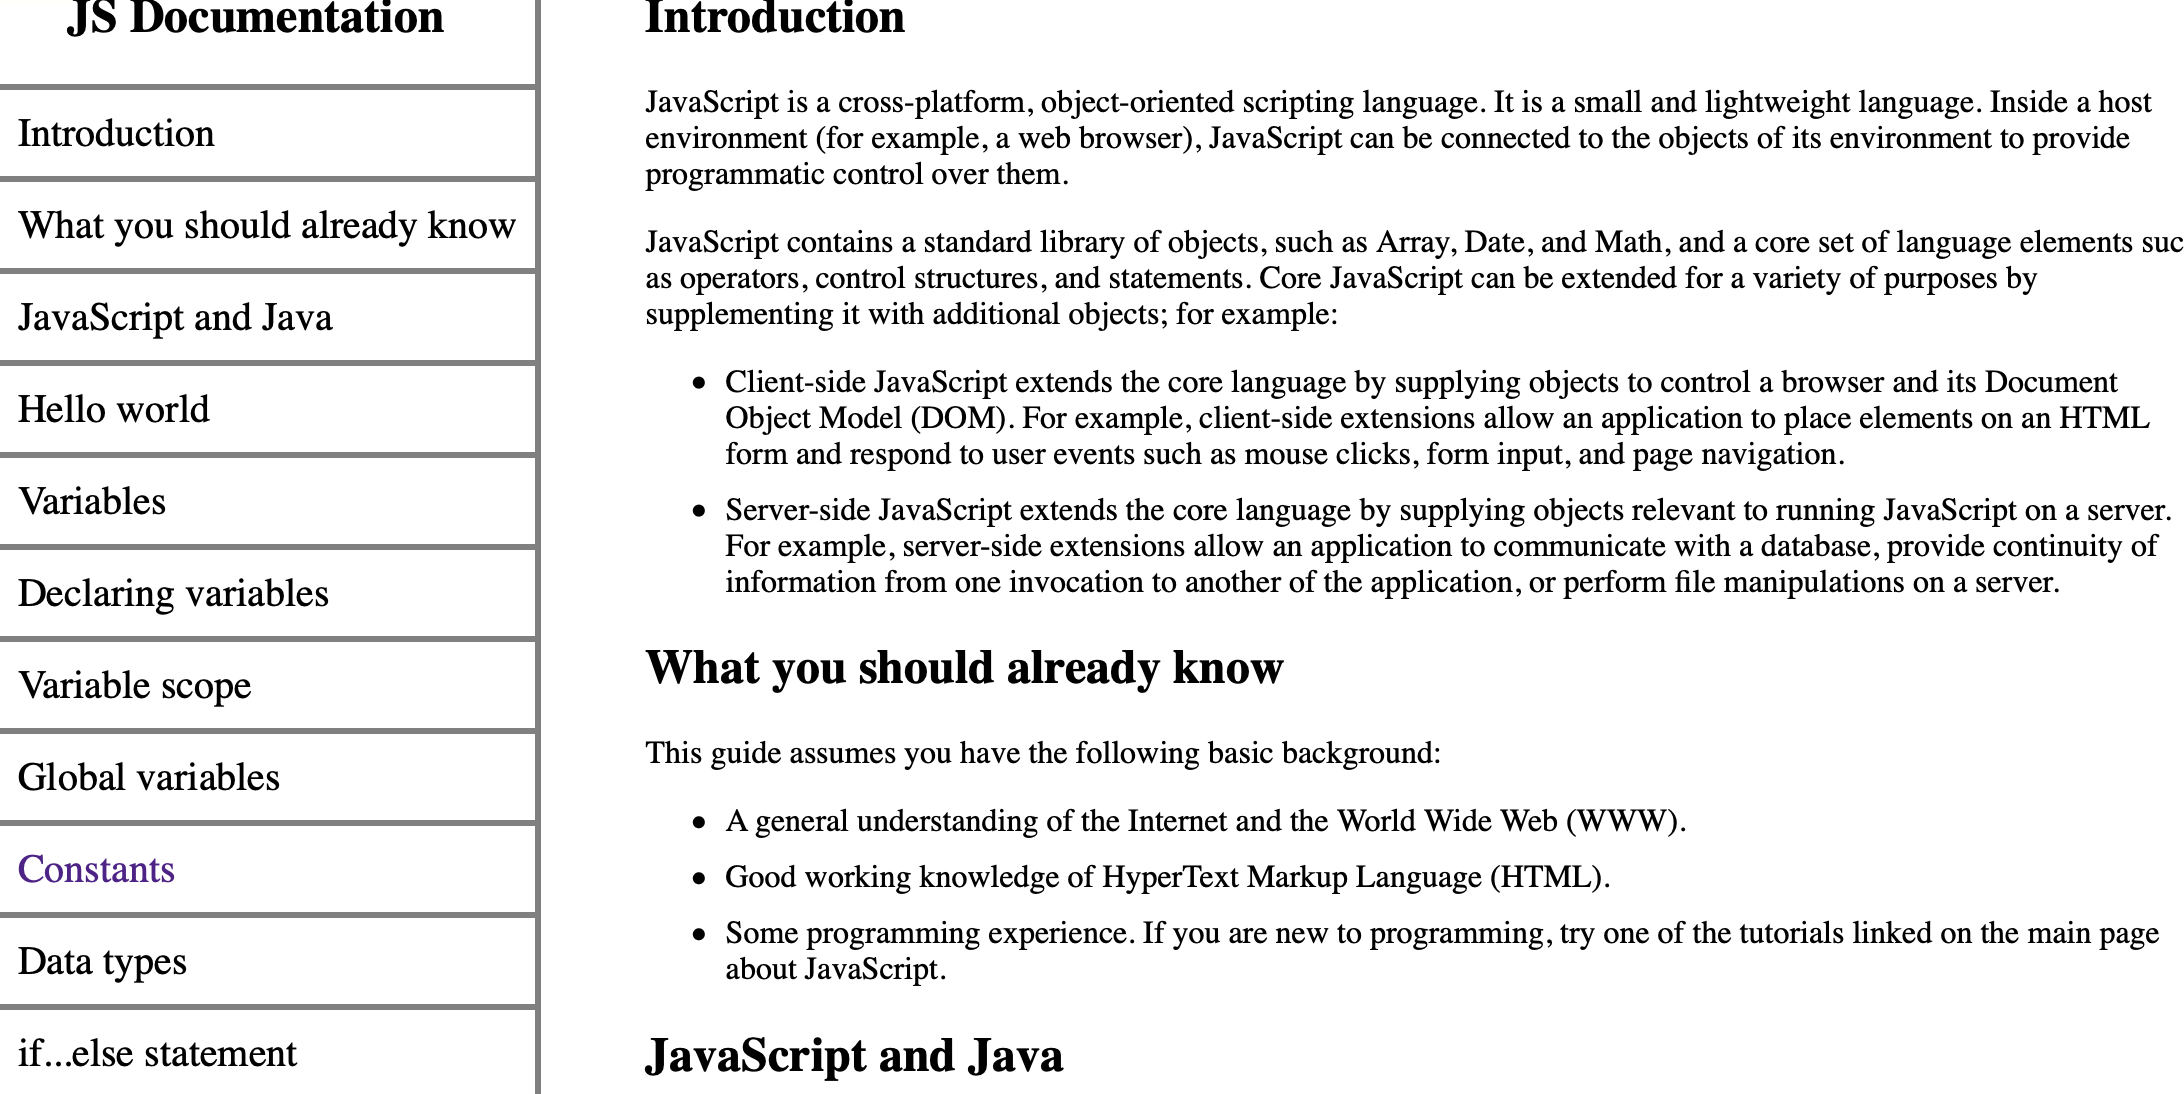 JS Documentation
Introduction
What you should already know
JavaScript and Java
Hello world
Variables
Declaring variables
Variable scope
Global variables
Constants
Data types
if...else statement
Introduction
JavaScript is a cross-platform, object-oriented scripting language. It is a small and lightweight language. Inside a host
environment (for example, a web browser), JavaScript can be connected to the objects of its environment to provide
programmatic control over them.
JavaScript contains a standard library of objects, such as Array, Date, and Math, and a core set of language elements suc
as operators, control structures, and statements. Core JavaScript can be extended for a variety of purposes by
supplementing it with additional objects; for example:
• Client-side JavaScript extends the core language by supplying objects to control a browser and its Document
Object Model (DOM). For example, client-side extensions allow an application to place elements on an HTML
form and respond to user events such as mouse clicks, form input, and page navigation.
• Server-side JavaScript extends the core language by supplying objects relevant to running JavaScript on a server.
For example, server-side extensions allow an application to communicate with a database, provide continuity of
information from one invocation to another of the application, or perform file manipulations on a server.
What you should already know
This guide assumes you have the following basic background:
• A general understanding of the Internet and the World Wide Web (WWW).
• Good working knowledge of HyperText Markup Language (HTML).
• Some programming experience. If you are new to programming, try one of the tutorials linked on the main page
about JavaScript.
JavaScript and Java